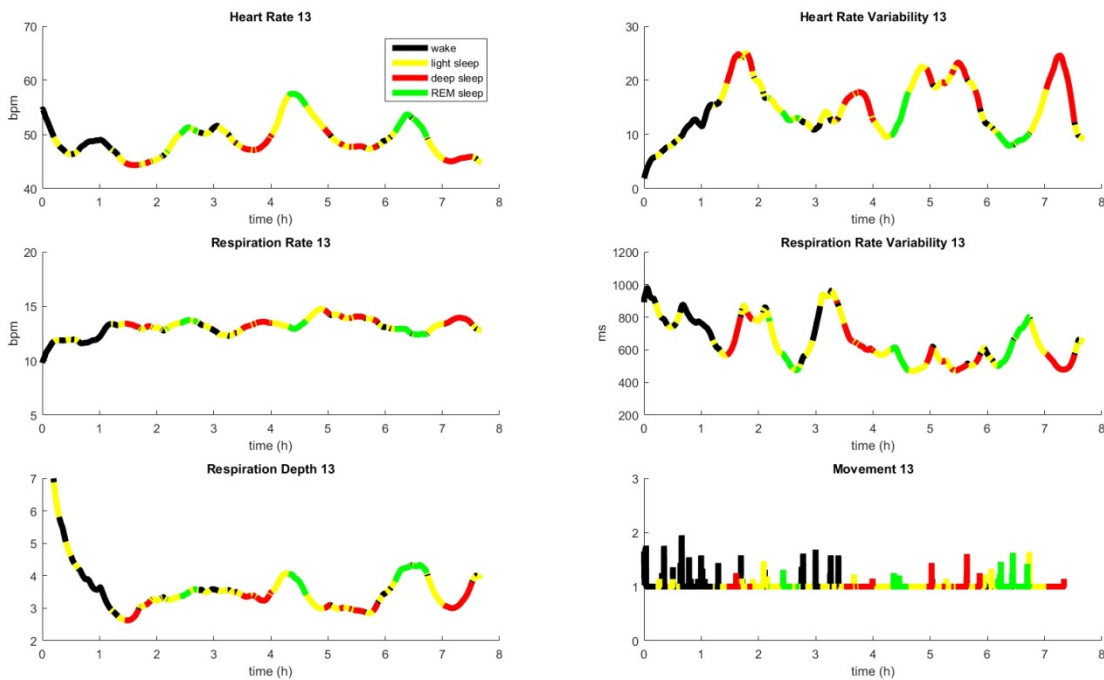 Heart Rate 13
70
60
50
40
bpm
0 1 2 3 4 5 6 7 8
time (h)
wake
light sleep
deep sleep
REM sleep
Heart Rate Variability 13
30
20
10
0
0 1 2 3 4 5 6 7 8
time (h)
Respiration Rate 13
20
15
10
5
bpm
0 1 2 3 4 5 6 7 8
time (h)
Respiration Rate Variability 13
1200
1000
800
600
400
200
ms
0 1 2 3 4 5 6 7 8
time (h)
Respiration Depth 13
7
6
5
4
3
2
0 1 2 3 4 5 6 7 8
time (h)
Movement 13
3
2
1
0
0 1 2 3 4 5 6 7 8
time (h)